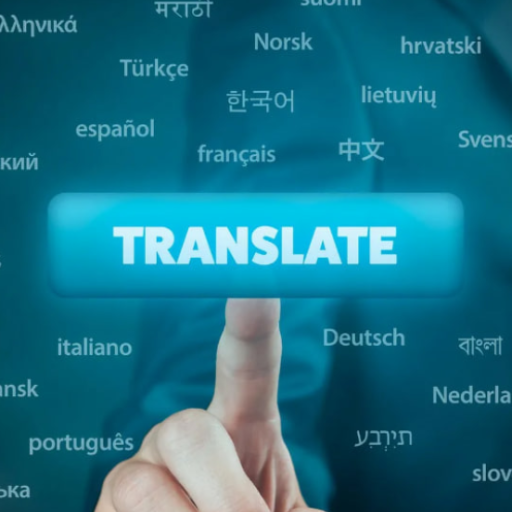 मराठी
suomi
λληνικά
Norsk
hrvatski
Türkçe
한국어
lietuvių
español
français
中文
Svens
кий
TRANSLATE
italiano
Deutsch
বাংলা
ansk
Nederla
português
slov
ька